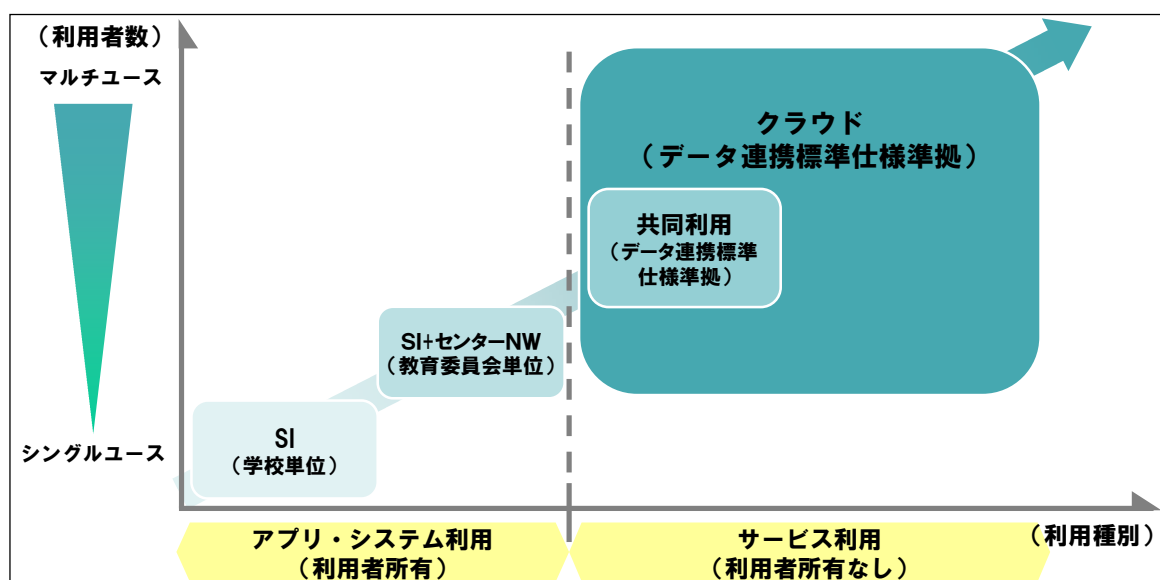 （利用者数）
マルチユース
シングルユース
クラウド
（データ連携標準仕様準拠）
共同利用
（データ連携標準
仕様準拠）
SI+センターNW
（教育委員会単位）
SI
（学校単位）
アプリ・システム利用
（利用者所有）
サービス利用
（利用者所有なし）
（利用種別）